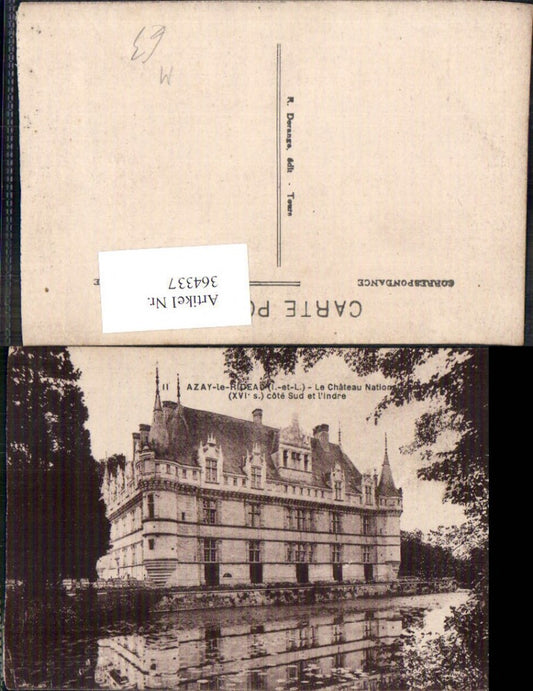 63
M
R. Deranga, édit - Tours
CORRESPONDANCE
CARTE PO
E
Artikel Nr.
364337
11 AZAY-le-RIDEAU (I.-et-L.) - Le Château Nation
(XVIᵉ s.) côté Sud et l'Indre